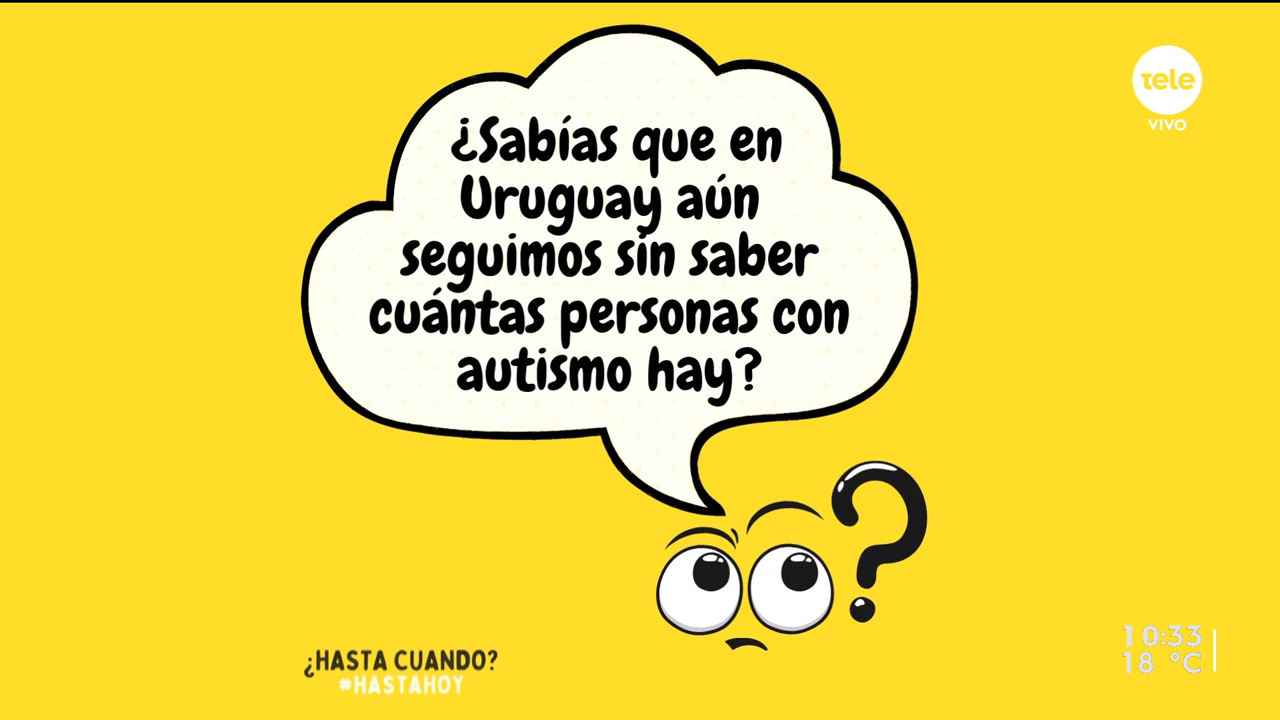 ¿Sabías que en
Uruguay aún
seguimos sin saber
cuántas personas con
autismo hay?
tele
VIVO
?
10:33
18 °C
¿HASTA CUANDO?
#HASTAHOY